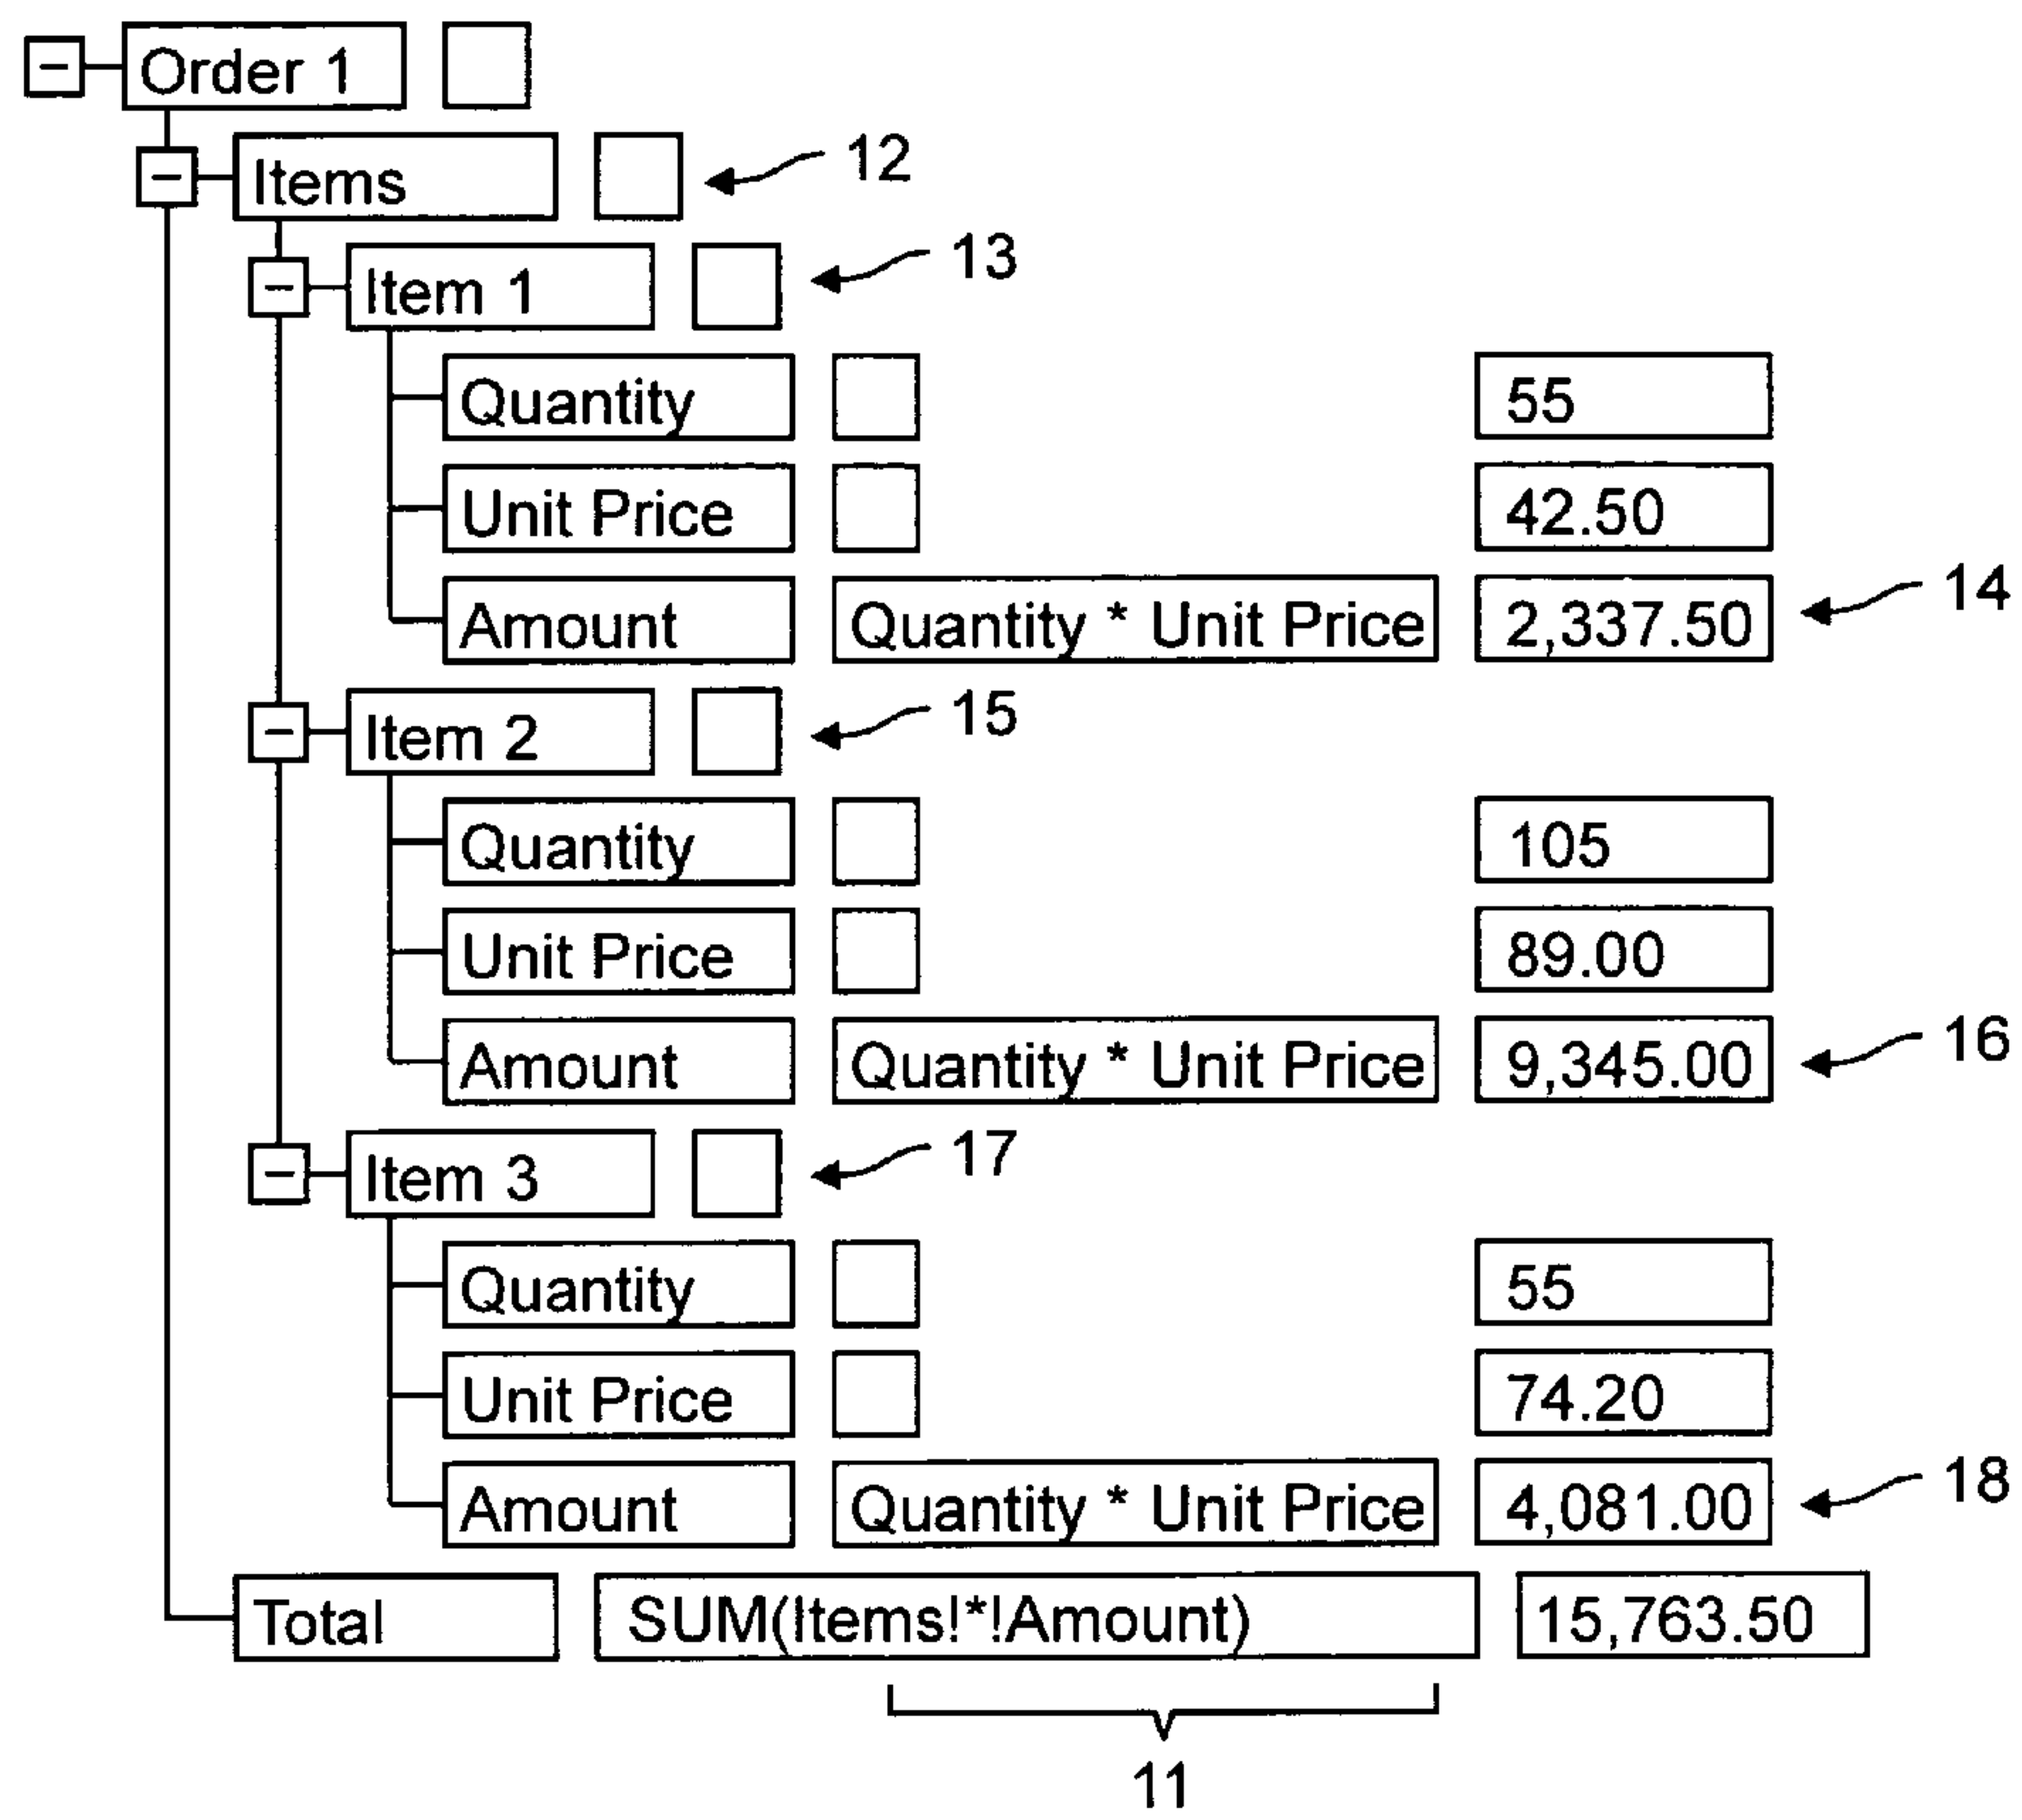 Order 1
Items 12
Item 1 13
Quantity 55
Unit Price 42.50
Amount Quantity * Unit Price 2,337.50 14
Item 2 15
Quantity 105
Unit Price 89.00
Amount Quantity * Unit Price 9,345.00 16
Item 3 17
Quantity 55
Unit Price 74.20
Amount Quantity * Unit Price 4,081.00 18
Total SUM(Items!*!Amount) 15,763.50
11